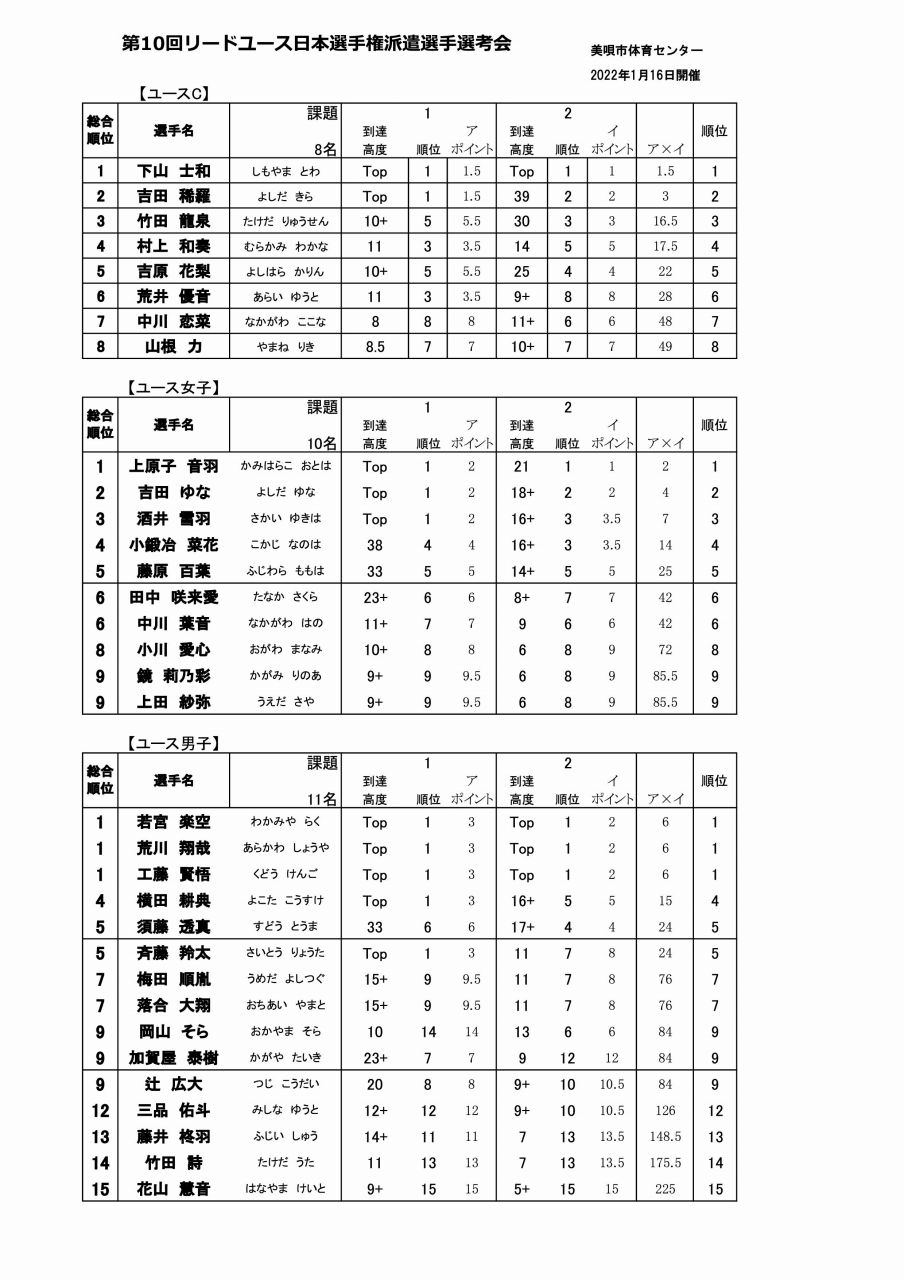 第10回リードユース日本選手権派遣選手選考会
美唄市体育センター
2022年1月16日開催
【ユースC】
総合順位 選手名 課題 8名 1 到達高度 順位 アポイント 2 到達高度 順位 イポイント ア×イ 順位
1 下山 士和 しもやま とわ Top 1 1.5 Top 1 1 1.5 1
2 吉田 稀羅 よしだ きら Top 1 1.5 39 2 2 3 2
3 竹田 龍泉 たけだ りゅうせん 10+ 5 5.5 30 3 3 16.5 3
4 村上 和奏 むらかみ わかな 11 3 3.5 14 5 5 17.5 4
5 吉原 花梨 よしはら かりん 10+ 5 5.5 25 4 4 22 5
6 荒井 優音 あらい ゆうと 11 3 3.5 9+ 8 8 28 6
7 中川 恋菜 なかがわ ここな 8 8 8 11+ 6 6 48 7
8 山根 力 やまね りき 8.5 7 7 10+ 7 7 49 8
【ユース女子】
総合順位 選手名 課題 10名 1 到達高度 順位 アポイント 2 到達高度 順位 イポイント ア×イ 順位
1 上原子 音羽 かみはらこ おとは Top 1 2 21 1 1 2 1
2 吉田 ゆな よしだ ゆな Top 1 2 18+ 2 2 4 2
3 酒井 雪羽 さかい ゆきは Top 1 2 16+ 3 3.5 7 3
4 小鍛冶 菜花 こかじ なのは 38 4 4 16+ 3 3.5 14 4
5 藤原 百葉 ふじわら ももは 33 5 5 14+ 5 5 25 5
6 田中 咲来愛 たなか さくら 23+ 6 6 8+ 7 7 42 6
6 中川 葉音 なかがわ はの 11+ 7 7 9 6 6 42 6
8 小川 愛心 おがわ まなみ 10+ 8 8 6 8 9 72 8
9 鏡 莉乃彩 かがみ りのあ 9+ 9 9.5 6 8 9 85.5 9
9 上田 紗弥 うえだ さや 9+ 9 9.5 6 8 9 85.5 9
【ユース男子】
総合順位 選手名 課題 11名 1 到達高度 順位 アポイント 2 到達高度 順位 イポイント ア×イ 順位
1 若宮 楽空 わかみや らく Top 1 3 Top 1 2 6 1
1 荒川 翔哉 あらかわ しょうや Top 1 3 Top 1 2 6 1
1 工藤 賢悟 くどう けんご Top 1 3 Top 1 2 6 1
4 横田 耕典 よこた こうすけ Top 1 3 16+ 5 5 15 4
5 須藤 透真 すどう とうま 33 6 6 17+ 4 4 24 5
5 斉藤 羚太 さいとう りょうた Top 1 3 11 7 8 24 5
7 梅田 順胤 うめだ よしつぐ 15+ 9 9.5 11 7 8 76 7
7 落合 大翔 おちあい やまと 15+ 9 9.5 11 7 8 76 7
9 岡山 そら おかやま そら 10 14 14 13 6 6 84 9
9 加賀屋 泰樹 かがや たいき 23+ 7 7 9 12 12 84 9
9 辻 広大 つじ こうだい 20 8 8 9+ 10 10.5 84 9
12 三品 佑斗 みしな ゆうと 12+ 12 12 9+ 10 10.5 126 12
13 藤井 柊羽 ふじい しゅう 14+ 11 11 7 13 13.5 148.5 13
14 竹田 詩 たけだ うた 11 13 13 7 13 13.5 175.5 14
15 花山 慧音 はなやま けいと 9+ 15 15 5+ 15 15 225 15